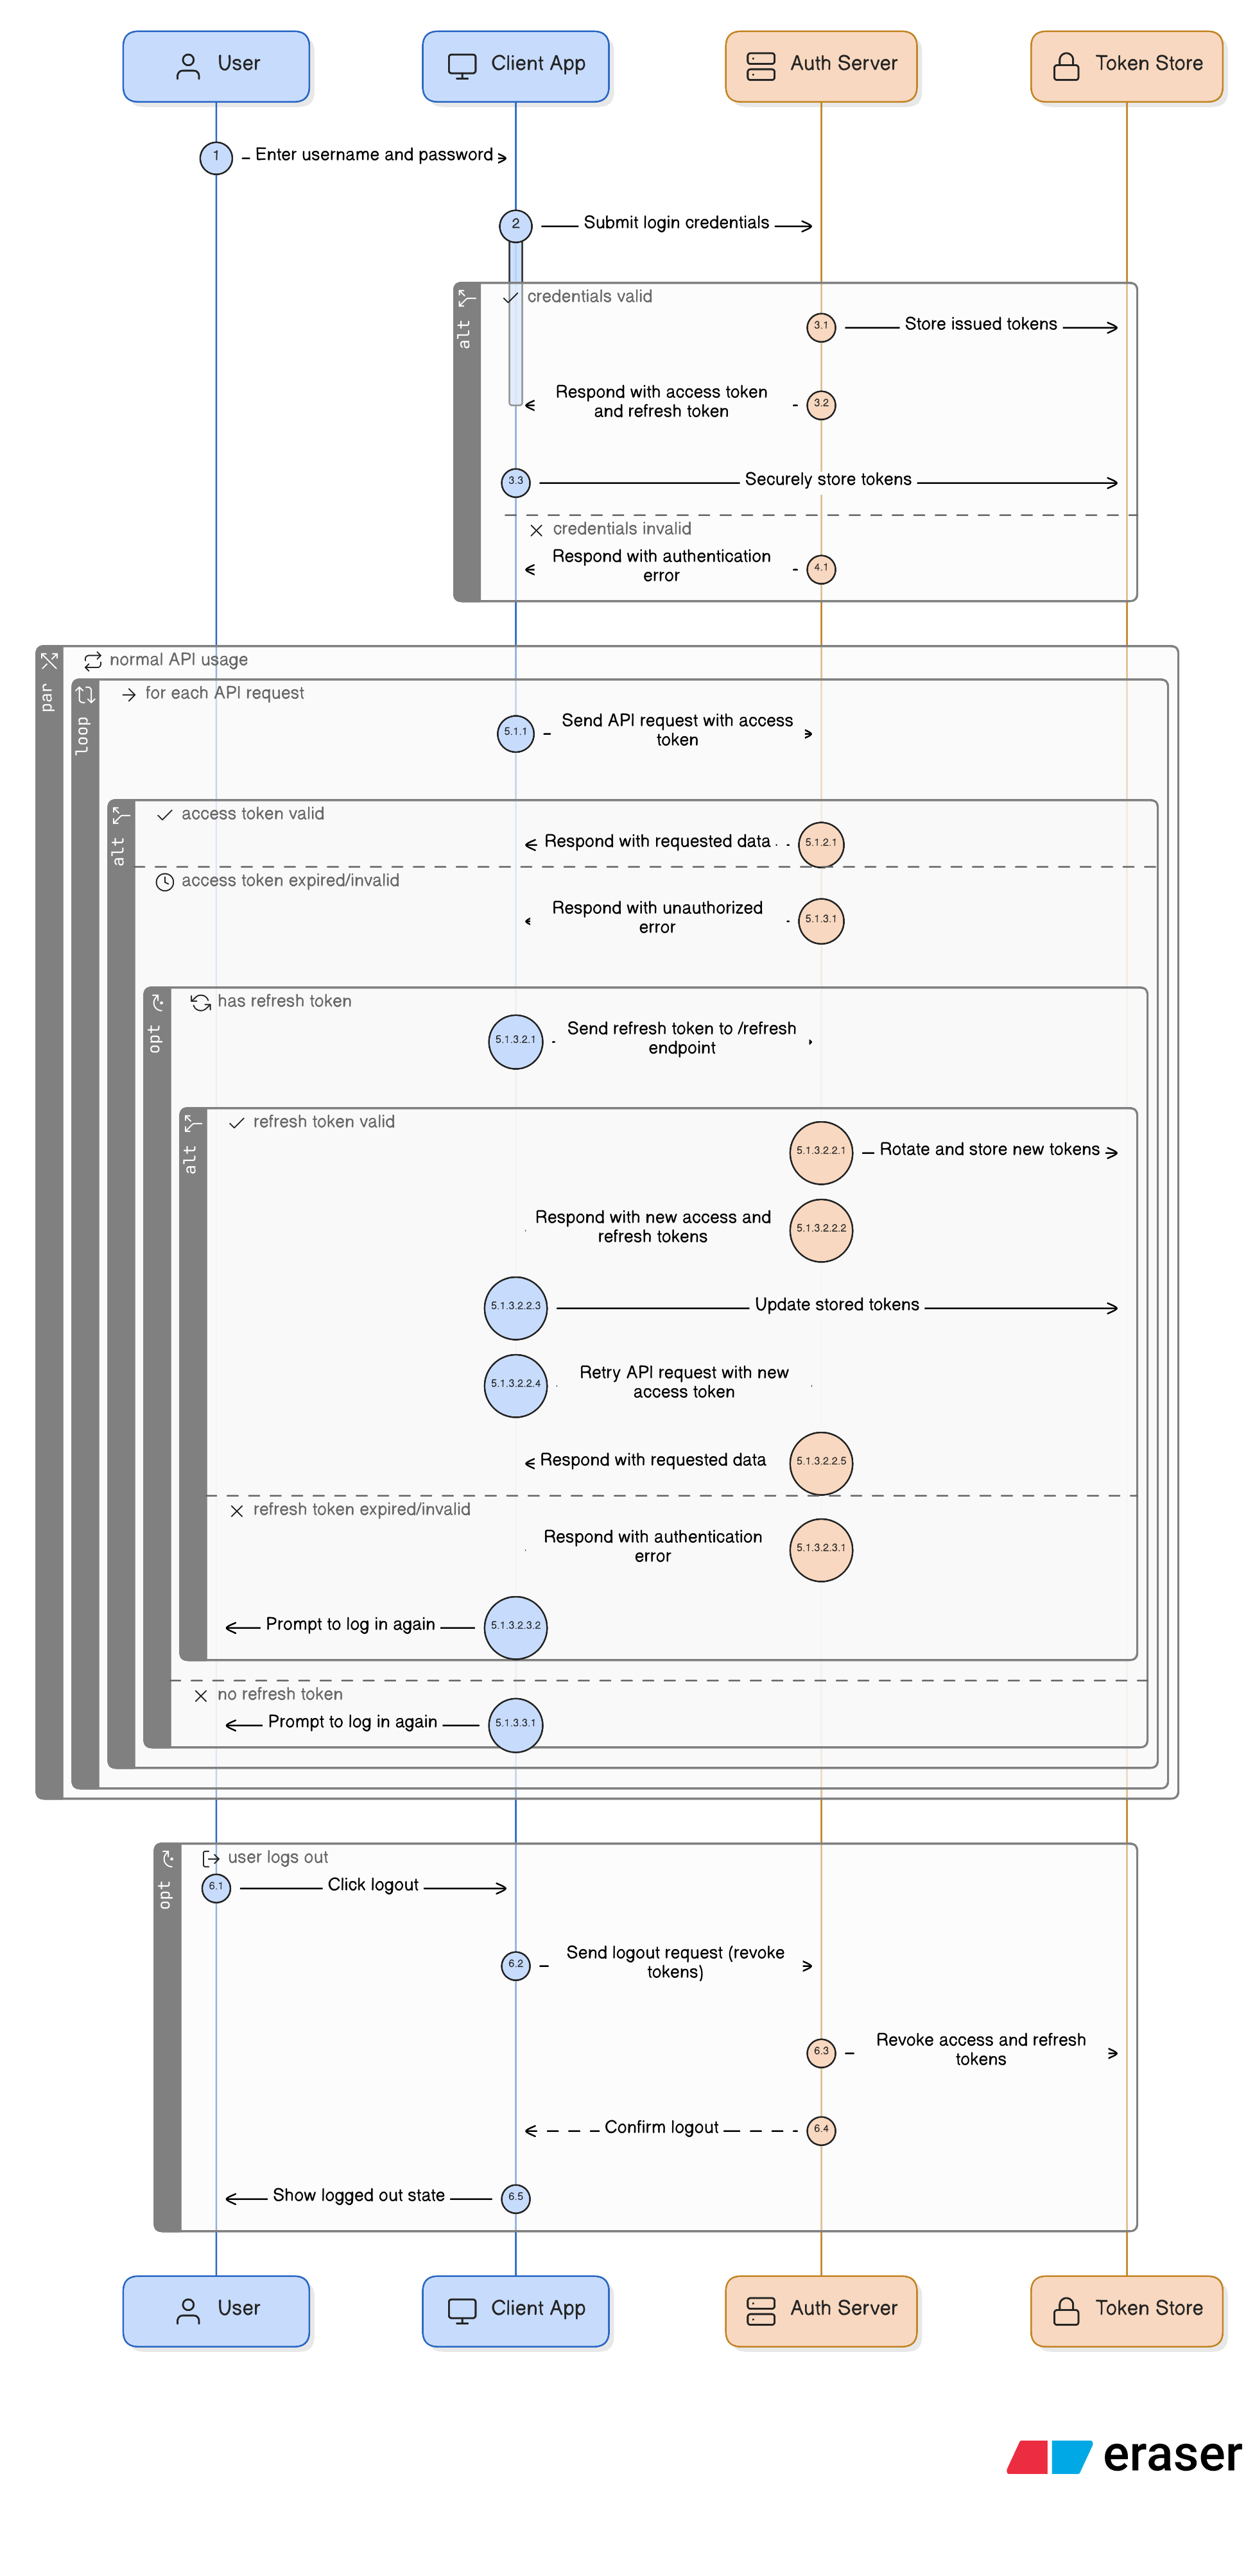 User
Client App
Auth Server
Token Store
1
Enter username and password
2
Submit login credentials
alt
credentials valid
3.1
Store issued tokens
Respond with access token
and refresh token
3.2
3.3
Securely store tokens
credentials invalid
Respond with authentication
error
4.1
par
normal API usage
loop
for each API request
5.1.1
Send API request with access
token
alt
access token valid
Respond with requested data
5.1.2.1
access token expired/invalid
Respond with unauthorized
error
5.1.3.1
opt
has refresh token
5.1.3.2.1
Send refresh token to /refresh
endpoint
alt
refresh token valid
5.1.3.2.2.1
Rotate and store new tokens
Respond with new access and
refresh tokens
5.1.3.2.2.2
5.1.3.2.2.3
Update stored tokens
5.1.3.2.2.4
Retry API request with new
access token
Respond with requested data
5.1.3.2.2.5
refresh token expired/invalid
Respond with authentication
error
5.1.3.2.3.1
Prompt to log in again
5.1.3.2.3.2
no refresh token
Prompt to log in again
5.1.3.3.1
opt
user logs out
6.1
Click logout
6.2
Send logout request (revoke
tokens)
6.3
Revoke access and refresh
tokens
Confirm logout
6.4
Show logged out state
6.5
User
Client App
Auth Server
Token Store
eraser